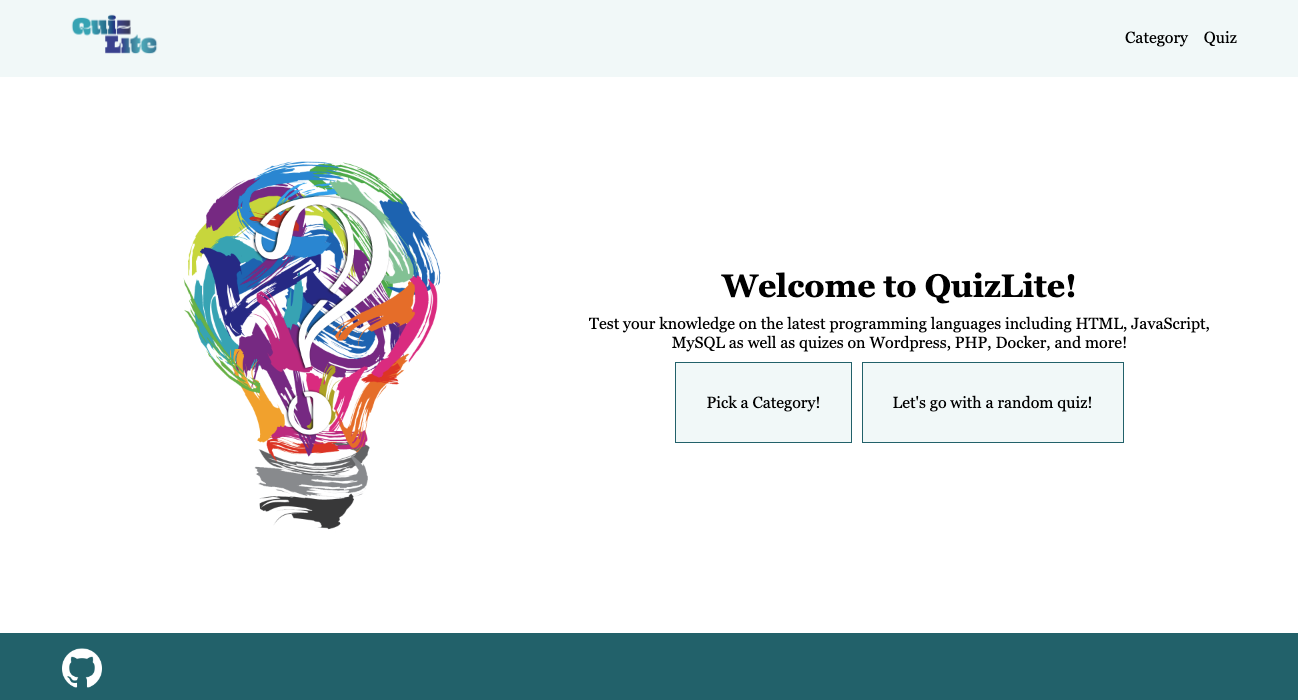 Quiz
Lite
Category Quiz
?
Welcome to QuizLite!
Test your knowledge on the latest programming languages including HTML, JavaScript,
MySQL as well as quizes on Wordpress, PHP, Docker, and more!
Pick a Category!
Let's go with a random quiz!